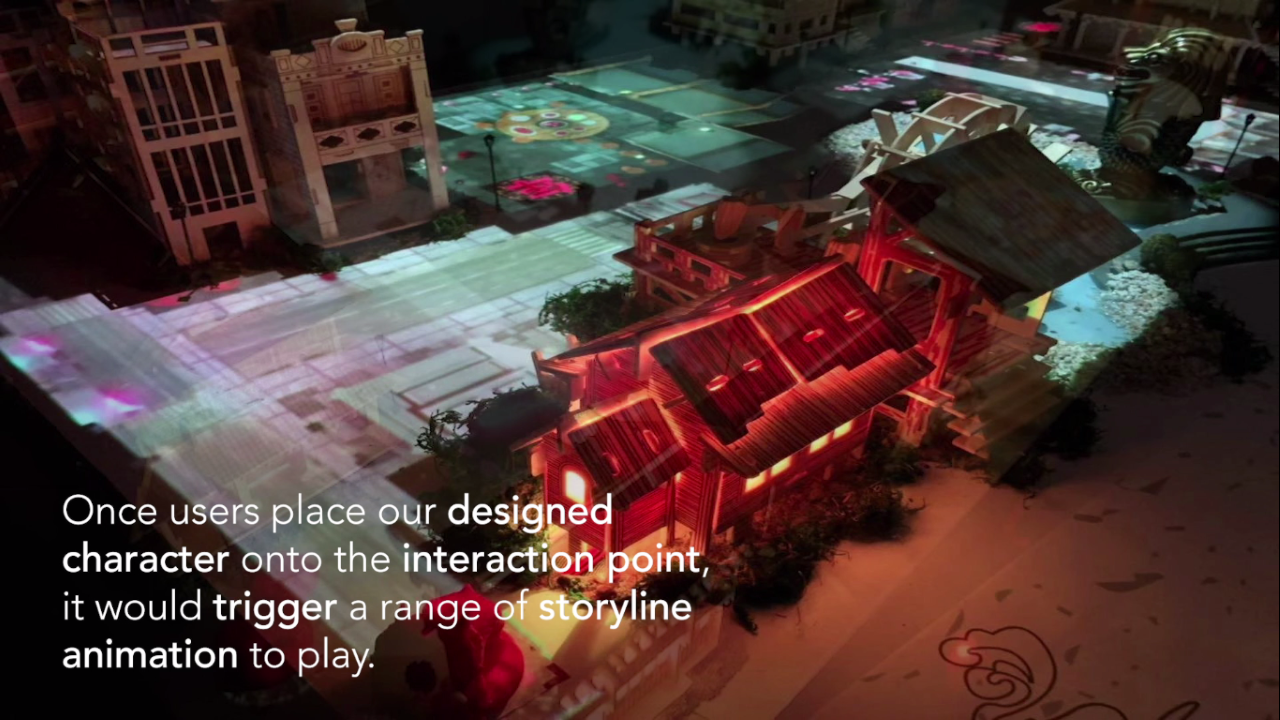 Once users place our designed
character onto the interaction point,
it would trigger a range of storyline
animation to play.